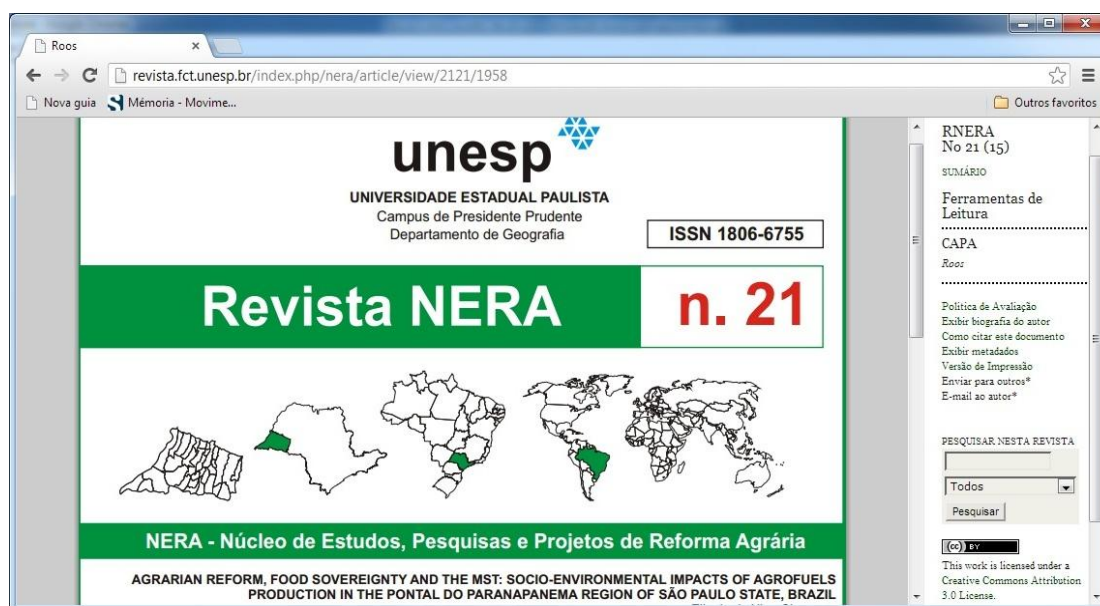 Roos
revista.fct.unesp.br/index.php/nera/article/view/2121/1958
Nova guia
Mémoria - Movime...
Outros favoritos
unesp
UNIVERSIDADE ESTADUAL PAULISTA
Campus de Presidente Prudente
Departamento de Geografia
ISSN 1806-6755
Revista NERA
n. 21
NERA - Núcleo de Estudos, Pesquisas e Projetos de Reforma Agrária
AGRARIAN REFORM, FOOD SOVEREIGNTY AND THE MST: SOCIO-ENVIRONMENTAL IMPACTS OF AGROFUELS
PRODUCTION IN THE PONTAL DO PARANAPANEMA REGION OF SÃO PAULO STATE, BRAZIL
RNERA
No 21 (15)
SUMÁRIO
Ferramentas de
Leitura
CAPA
Roos
Política de Avaliação
Exibir biografia do autor
Como citar este documento
Exibir metadados
Versão de Impressão
Enviar para outros*
E-mail ao autor*
PESQUISAR NESTA REVISTA
Todos
Pesquisar
(cc) BY
This work is licensed under a
Creative Commons Attribution
3.0 License.